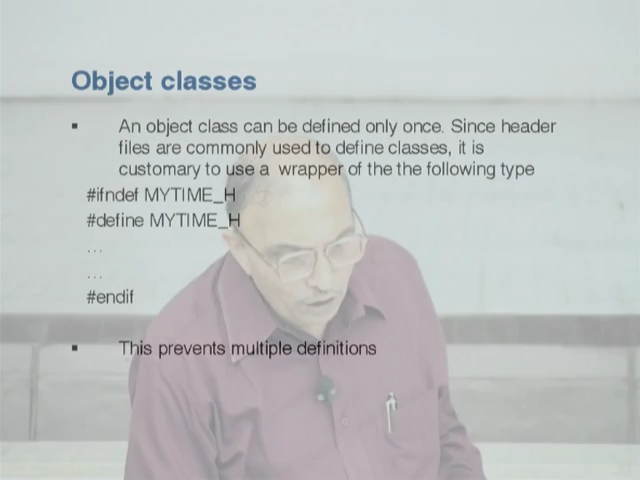 Object classes
▪ An object class can be defined only once. Since header
files are commonly used to define classes, it is
customary to use a wrapper of the the following type
#ifndef MYTIME_H
#define MYTIME_H
...
...
#endif
▪ This prevents multiple definitions